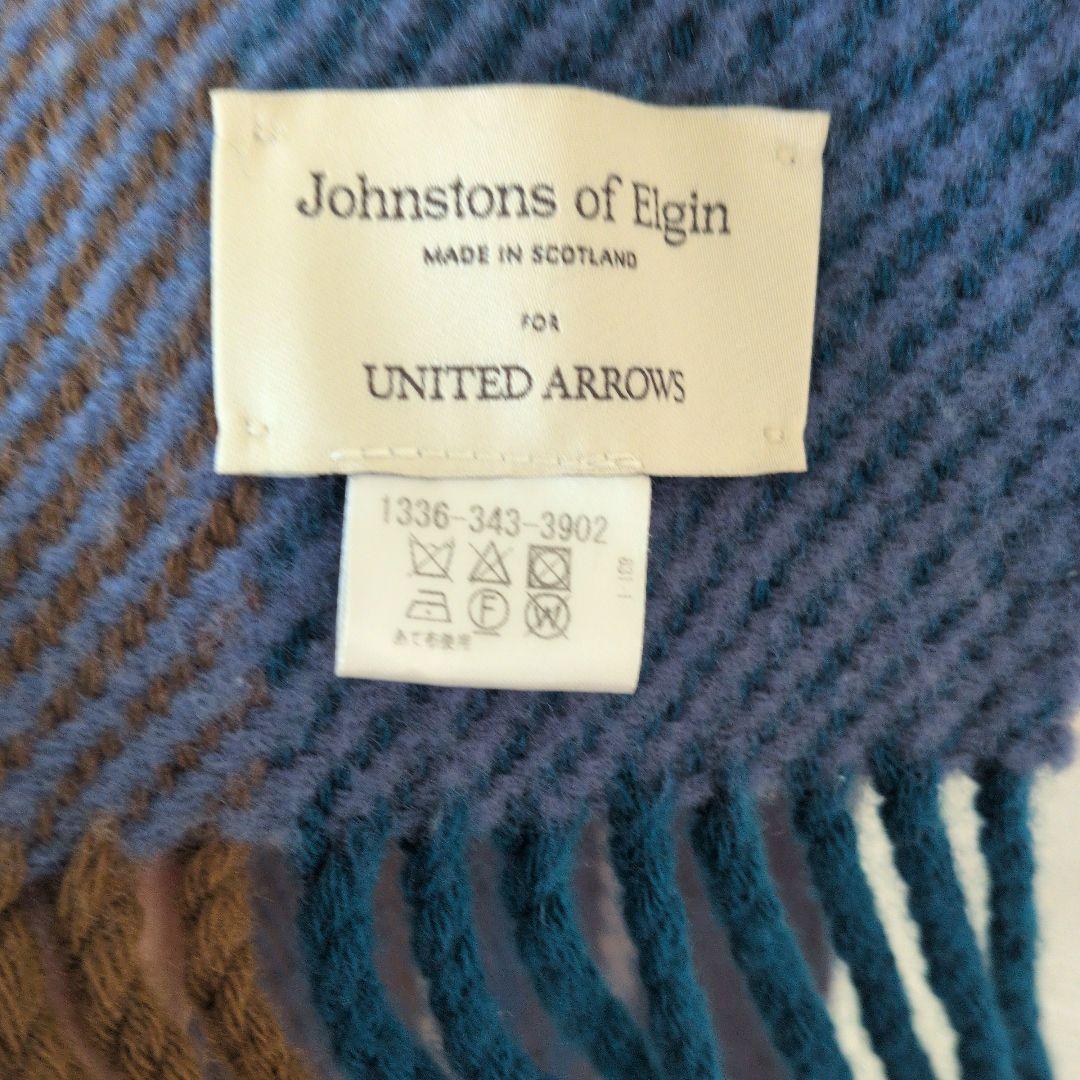 Johnstons of Elgin
MADE IN SCOTLAND
FOR
UNITED ARROWS
1336-343-3902
F W
あて布使用